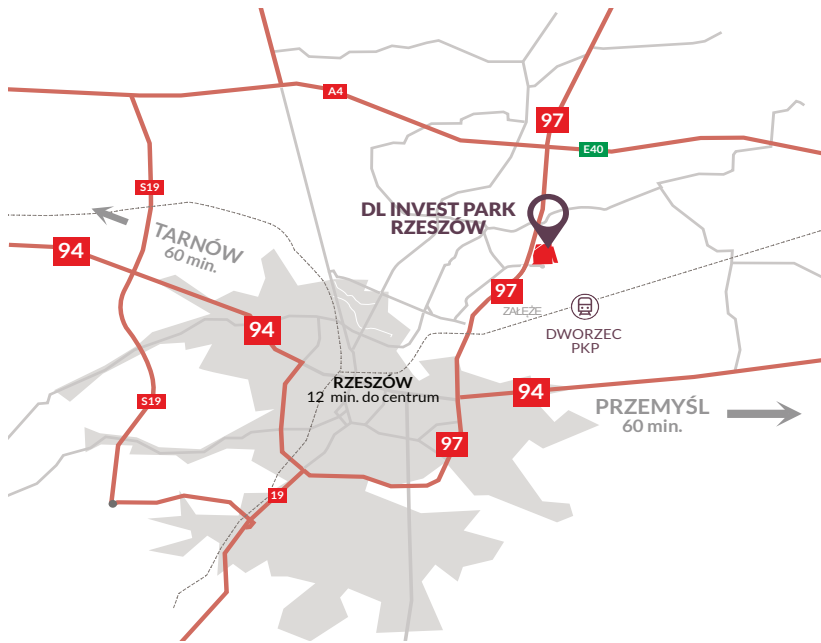 A4
97
E40
S19
DL INVEST PARK
RZESZÓW
TARNÓW
60 min.
94
97
ZAŁĘŻE
94
DWORZEC
PKP
RZESZÓW
12 min. do centrum
94
S19
PRZEMYŚL
60 min.
97
19